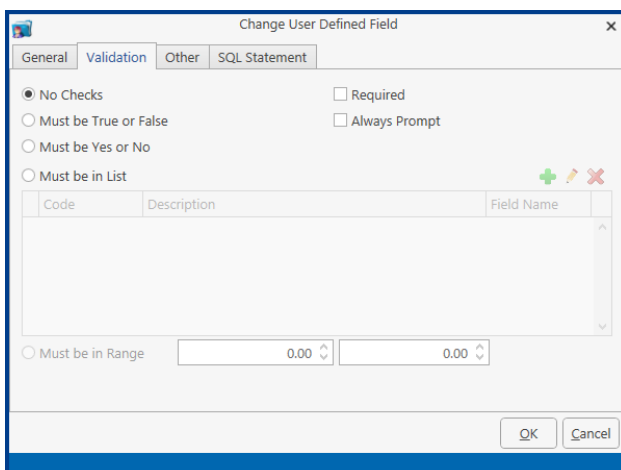 Change User Defined Field
General Validation Other SQL Statement
No Checks Required
Must be True or False Always Prompt
Must be Yes or No
Must be in List
Code Description Field Name
Must be in Range 0.00 0.00
OK Cancel